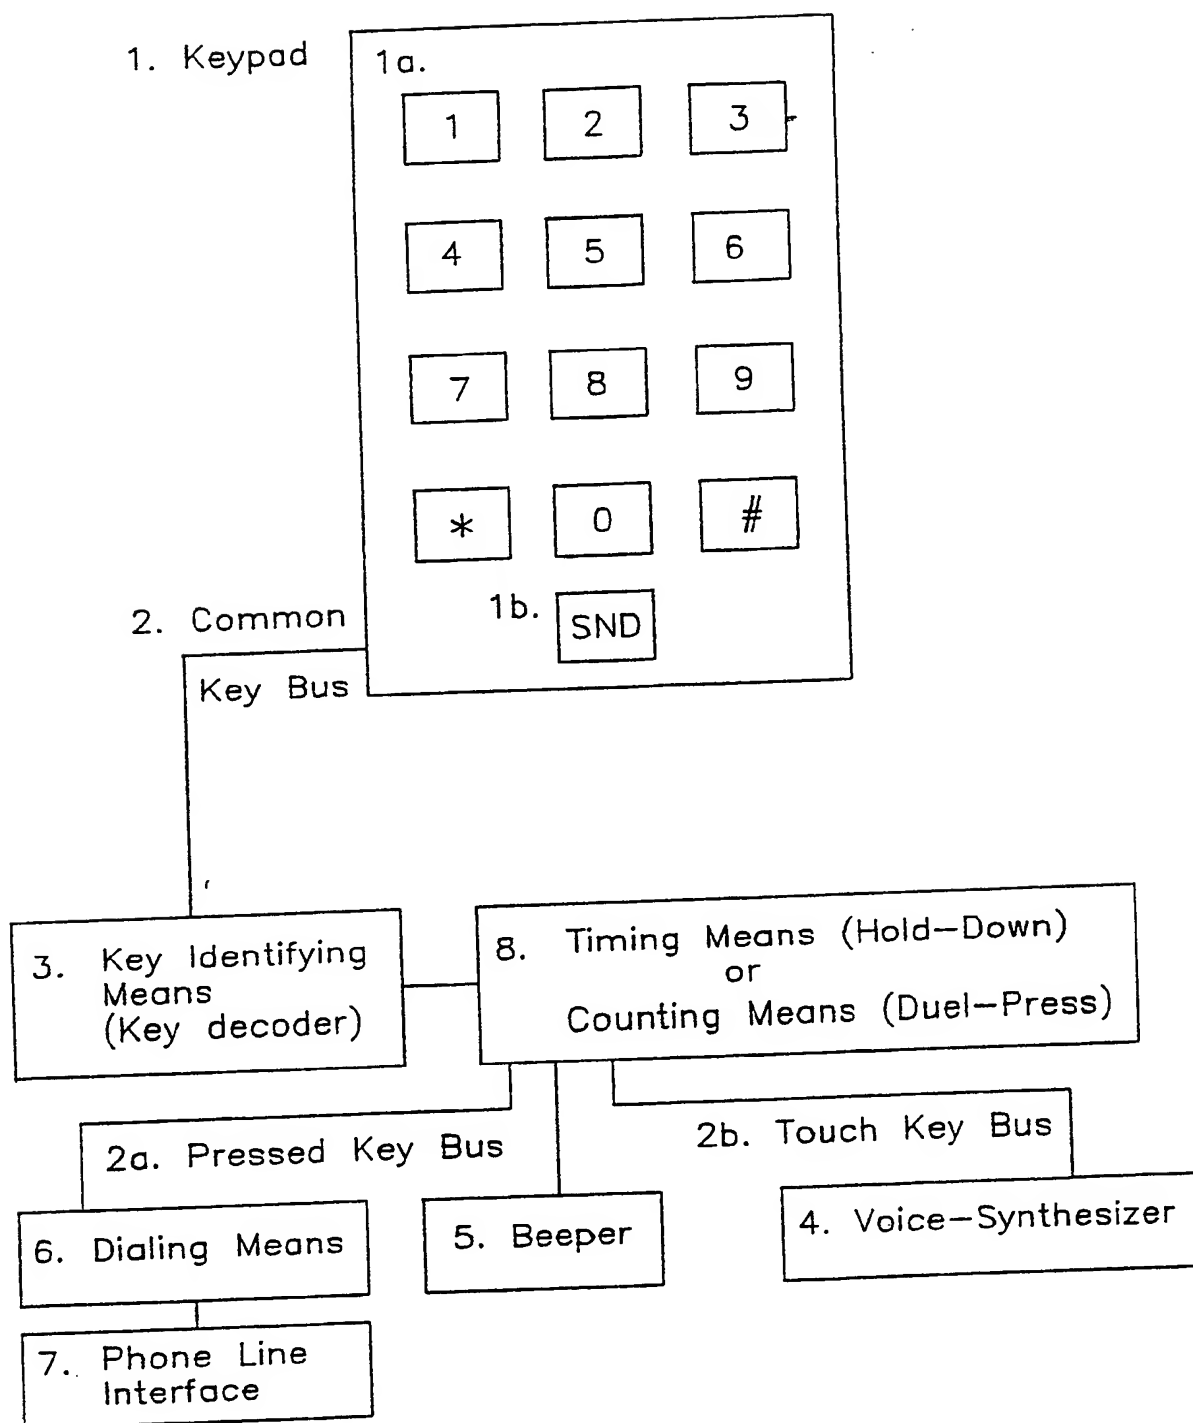 1. Keypad
1a.
1 2 3
4 5 6
7 8 9
* 0 #
2. Common
Key Bus
1b. SND
3. Key Identifying
Means
(Key decoder)
8. Timing Means (Hold-Down)
or
Counting Means (Duel-Press)
2a. Pressed Key Bus
2b. Touch Key Bus
6. Dialing Means
5. Beeper
4. Voice-Synthesizer
7. Phone Line
Interface